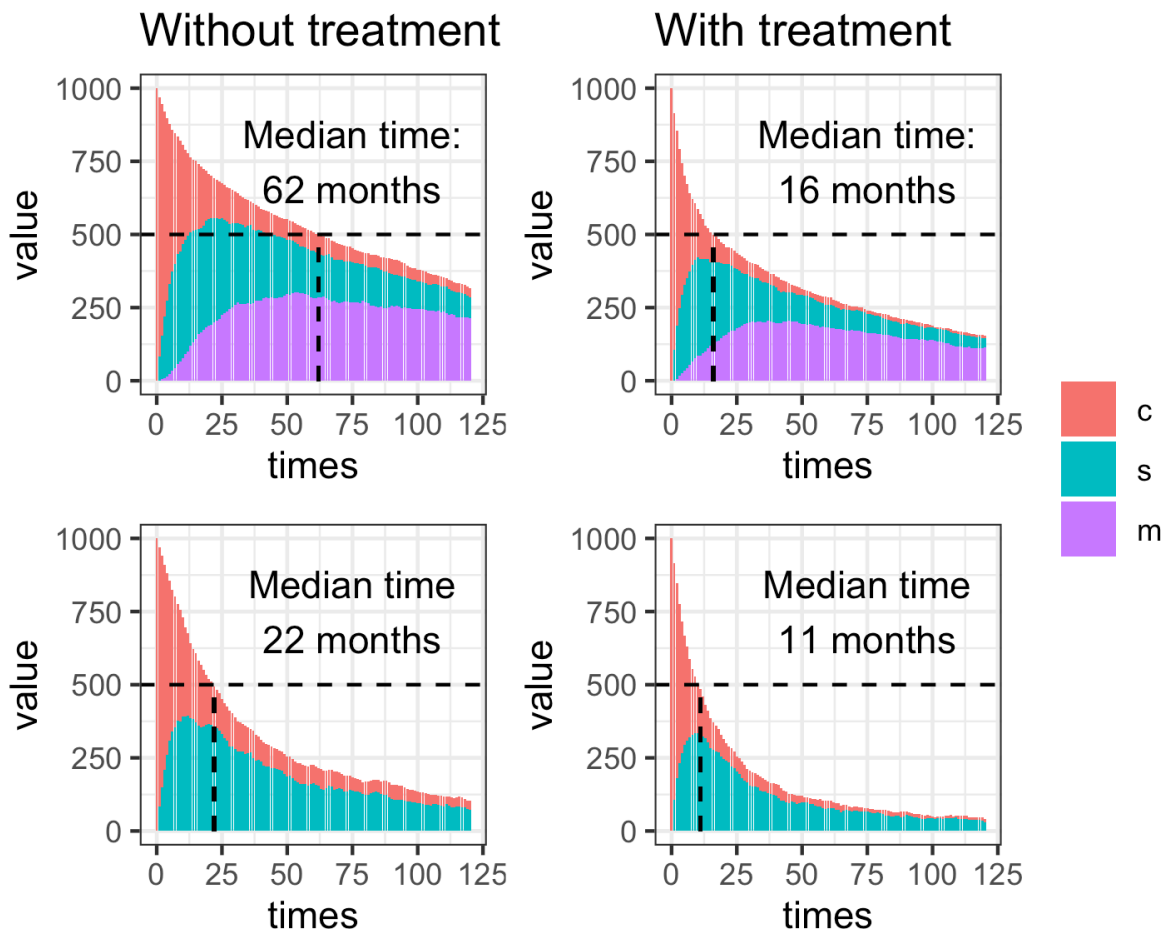 Without treatment
With treatment
1000
750
500
250
0
value
Median time:
62 months
0 25 50 75 100 125
times
1000
750
500
250
0
value
Median time:
16 months
0 25 50 75 100 125
times
1000
750
500
250
0
value
Median time
22 months
0 25 50 75 100 125
times
1000
750
500
250
0
value
Median time
11 months
0 25 50 75 100 125
times
c
s
m